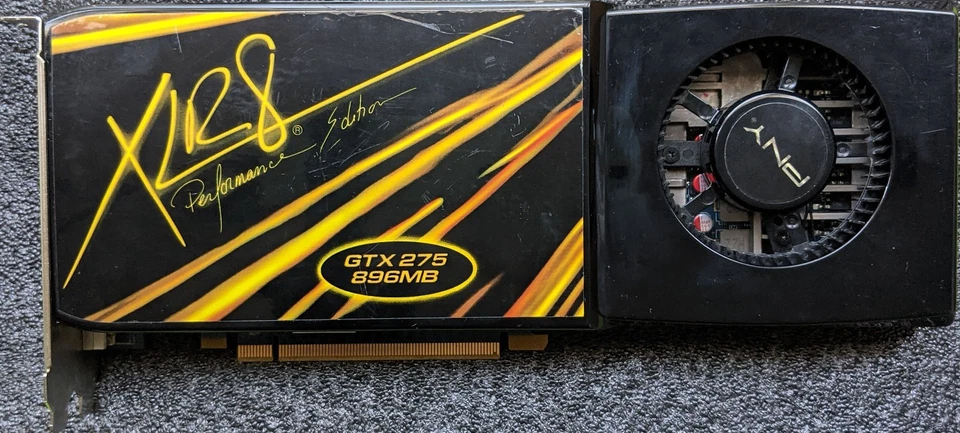 XLR8®
Performance Edition
GTX 275
896MB
PNY